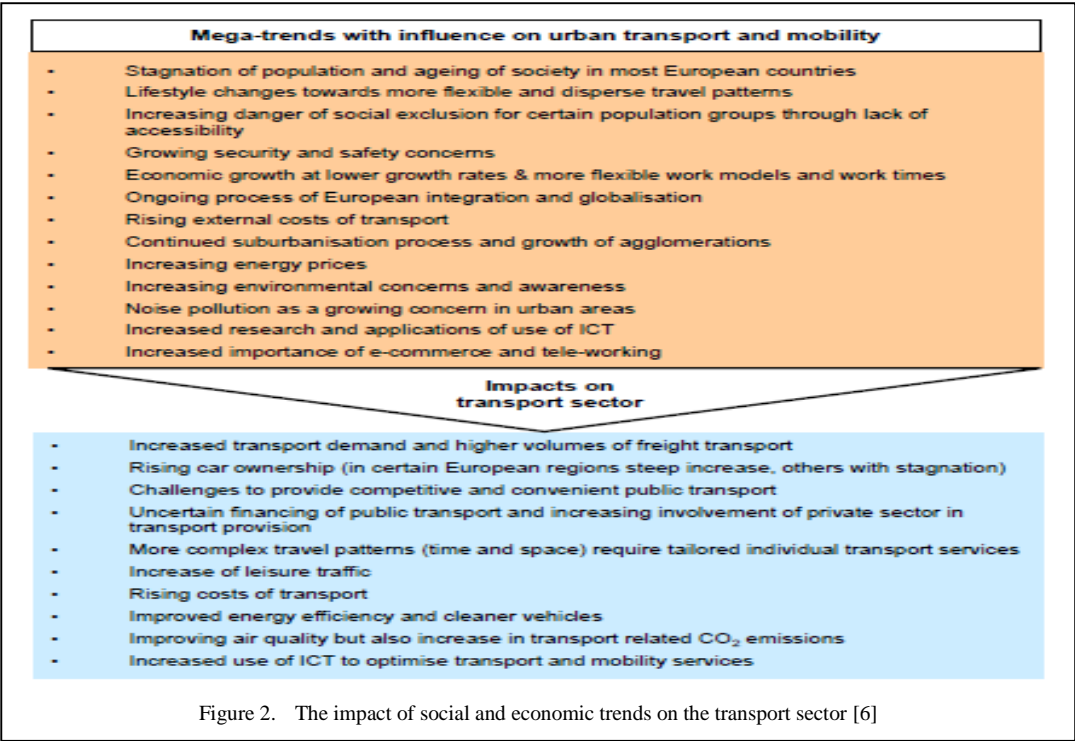 Mega-trends with influence on urban transport and mobility
- Stagnation of population and ageing of society in most European countries
- Lifestyle changes towards more flexible and disperse travel patterns
- Increasing danger of social exclusion for certain population groups through lack of
accessibility
- Growing security and safety concerns
- Economic growth at lower growth rates & more flexible work models and work times
- Ongoing process of European integration and globalisation
- Rising external costs of transport
- Continued suburbanisation process and growth of agglomerations
- Increasing energy prices
- Increasing environmental concerns and awareness
- Noise pollution as a growing concern in urban areas
- Increased research and applications of use of ICT
- Increased importance of e-commerce and tele-working
Impacts on
transport sector
- Increased transport demand and higher volumes of freight transport
- Rising car ownership (in certain European regions steep increase, others with stagnation)
- Challenges to provide competitive and convenient public transport
- Uncertain financing of public transport and increasing involvement of private sector in
transport provision
- More complex travel patterns (time and space) require tailored individual transport services
- Increase of leisure traffic
- Rising costs of transport
- Improved energy efficiency and cleaner vehicles
- Improving air quality but also increase in transport related CO₂ emissions
- Increased use of ICT to optimise transport and mobility services
Figure 2. The impact of social and economic trends on the transport sector [6]